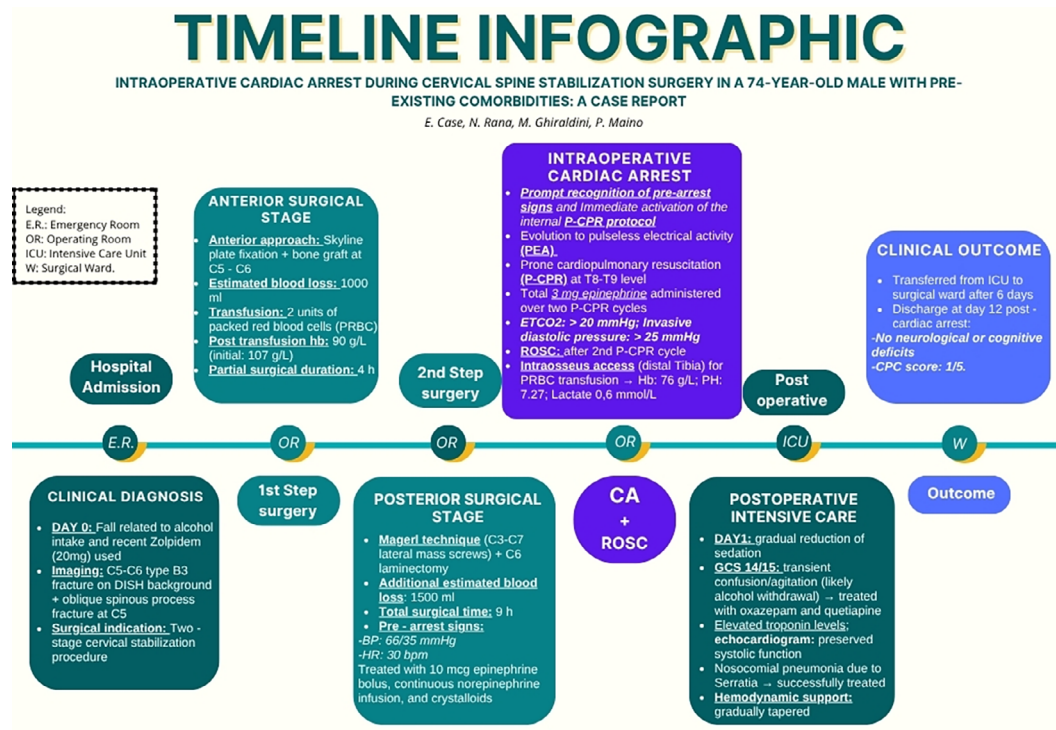 TIMELINE INFOGRAPHIC
INTRAOPERATIVE CARDIAC ARREST DURING CERVICAL SPINE STABILIZATION SURGERY IN A 74-YEAR-OLD MALE WITH PRE-
EXISTING COMORBIDITIES: A CASE REPORT
E. Case, N. Rana, M. Ghiraldini, P. Maino
Legend:
E.R.: Emergency Room
OR: Operating Room
ICU: Intensive Care Unit
W: Surgical Ward.
Hospital
Admission
E.R.
CLINICAL DIAGNOSIS
• DAY 0: Fall related to alcohol
intake and recent Zolpidem
(20mg) used
• Imaging: C5-C6 type B3
fracture on DISH background
+ oblique spinous process
fracture at C5
• Surgical indication: Two -
stage cervical stabilization
procedure
ANTERIOR SURGICAL
STAGE
• Anterior approach: Skyline
plate fixation + bone graft at
C5 - C6
• Estimated blood loss: 1000
ml
• Transfusion: 2 units of
packed red blood cells (PRBC)
• Post transfusion hb: 90 g/L
(initial: 107 g/L)
• Partial surgical duration: 4 h
OR
1st Step
surgery
2nd Step
surgery
OR
POSTERIOR SURGICAL
STAGE
• Magerl technique (C3-C7
lateral mass screws) + C6
laminectomy
• Additional estimated blood
loss: 1500 ml
• Total surgical time: 9 h
• Pre - arrest signs:
-BP: 66/35 mmHg
-HR: 30 bpm
Treated with 10 mcg epinephrine
bolus, continuous norepinephrine
infusion, and crystalloids
INTRAOPERATIVE
CARDIAC ARREST
• Prompt recognition of pre-arrest
signs and Immediate activation of the
internal P-CPR protocol
• Evolution to pulseless electrical activity
(PEA)
• Prone cardiopulmonary resuscitation
(P-CPR) at T8-T9 level
• Total 3 mg epinephrine administered
over two P-CPR cycles
• ETCO2: > 20 mmHg; Invasive
diastolic pressure: > 25 mmHg
• ROSC: after 2nd P-CPR cycle
• Intraosseus access (distal Tibia) for
PRBC transfusion → Hb: 76 g/L; PH:
7.27; Lactate 0,6 mmol/L
OR
CA
+
ROSC
Post
operative
ICU
POSTOPERATIVE
INTENSIVE CARE
• DAY1: gradual reduction of
sedation
• GCS 14/15: transient
confusion/agitation (likely
alcohol withdrawal) → treated
with oxazepam and quetiapine
• Elevated troponin levels;
echocardiogram: preserved
systolic function
• Nosocomial pneumonia due to
Serratia → successfully treated
• Hemodynamic support:
gradually tapered
CLINICAL OUTCOME
• Transferred from ICU to
surgical ward after 6 days
• Discharge at day 12 post -
cardiac arrest:
-No neurological or cognitive
deficits
-CPC score: 1/5.
W
Outcome